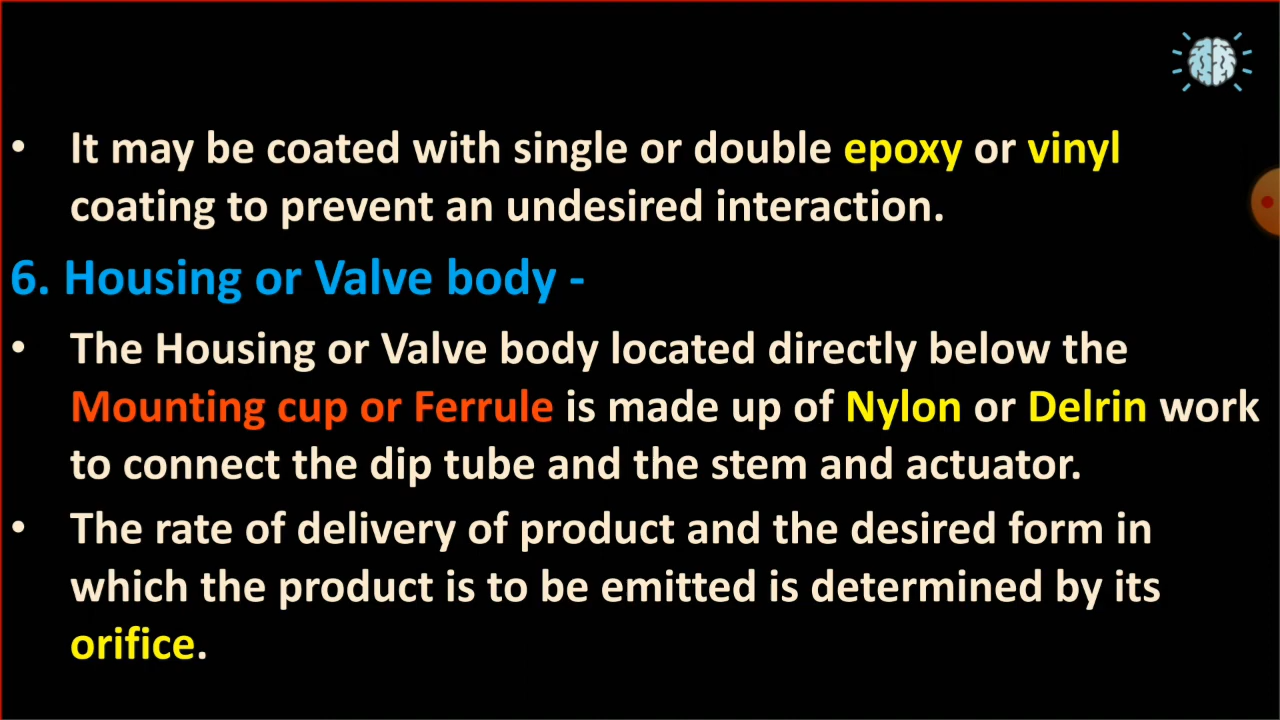 • It may be coated with single or double epoxy or vinyl
coating to prevent an undesired interaction.
6. Housing or Valve body -
• The Housing or Valve body located directly below the
Mounting cup or Ferrule is made up of Nylon or Delrin work
to connect the dip tube and the stem and actuator.
• The rate of delivery of product and the desired form in
which the product is to be emitted is determined by its
orifice.